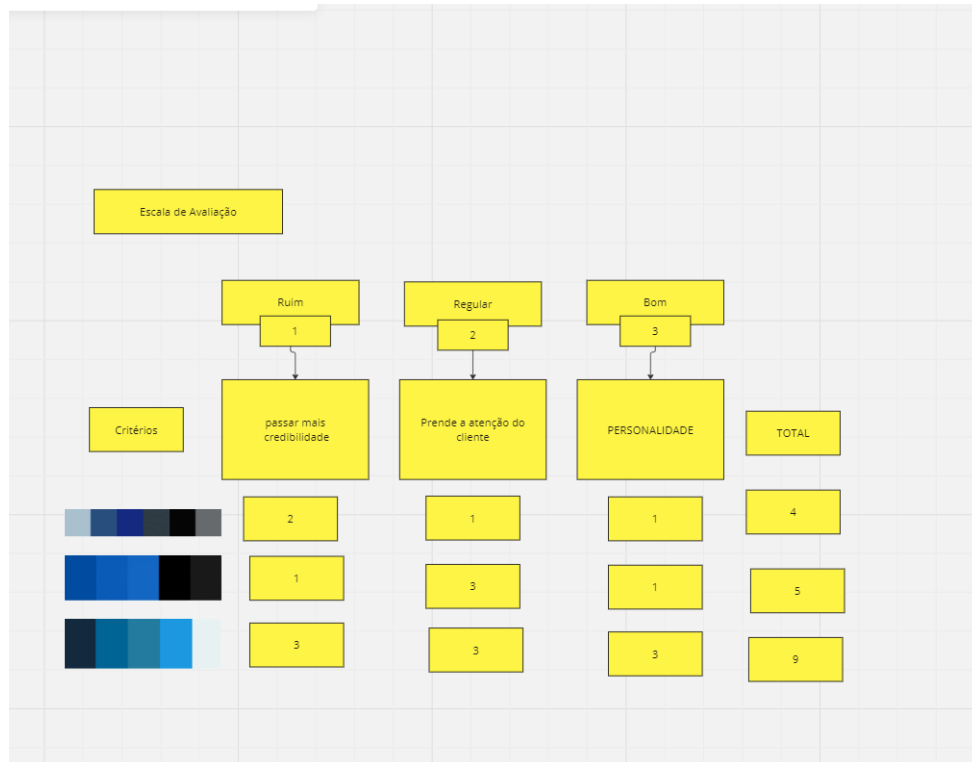 Escala de Avaliação
Ruim
Regular
Bom
1
2
3
Critérios
passar mais
credibilidade
Prende a atenção do
cliente
PERSONALIDADE
TOTAL
2
1
1
4
1
3
1
5
3
3
3
9